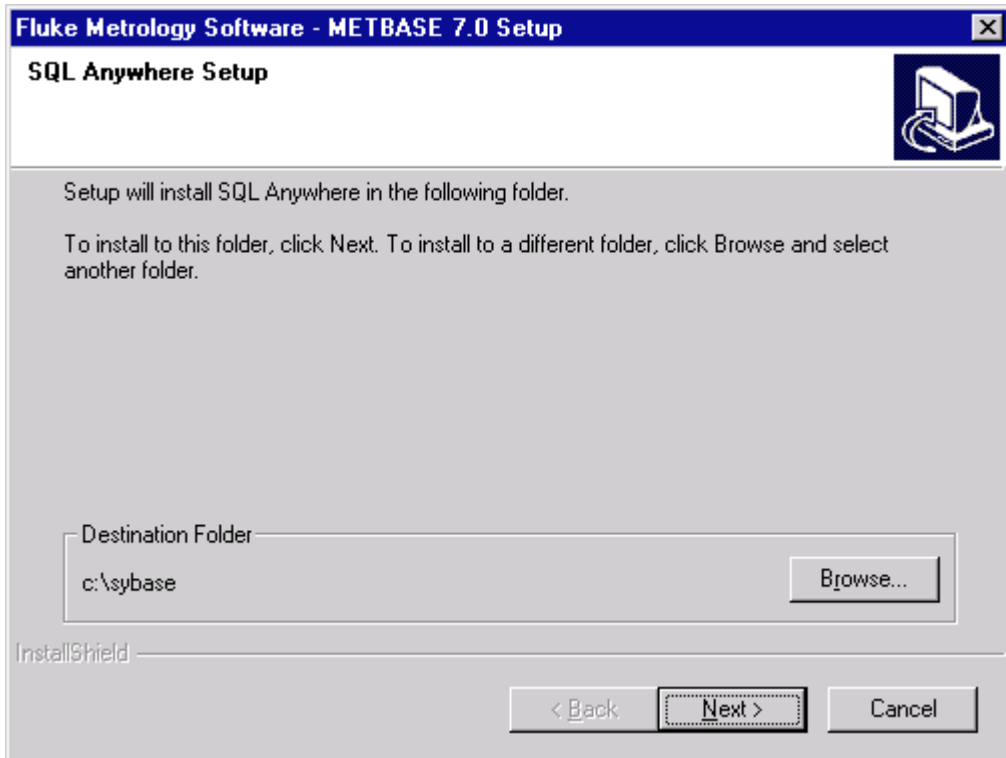 Fluke Metrology Software - METBASE 7.0 Setup
SQL Anywhere Setup
Setup will install SQL Anywhere in the following folder.
To install to this folder, click Next. To install to a different folder, click Browse and select
another folder.
Destination Folder
c:\sybase
Browse...
InstallShield
< Back
Next >
Cancel